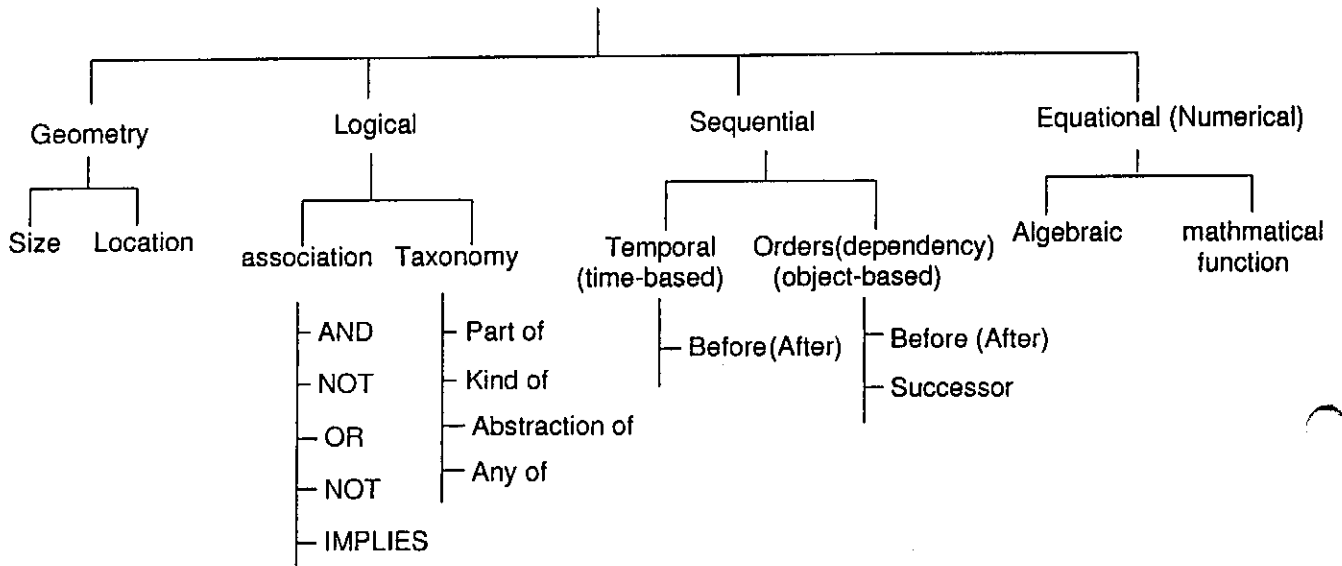 Geometry
Logical
Sequential
Equational (Numerical)
Size
Location
association
Taxonomy
Temporal
(time-based)
Orders(dependency)
(object-based)
Algebraic
mathmatical
function
AND
NOT
OR
NOT
IMPLIES
Part of
Kind of
Abstraction of
Any of
Before(After)
Before (After)
Successor